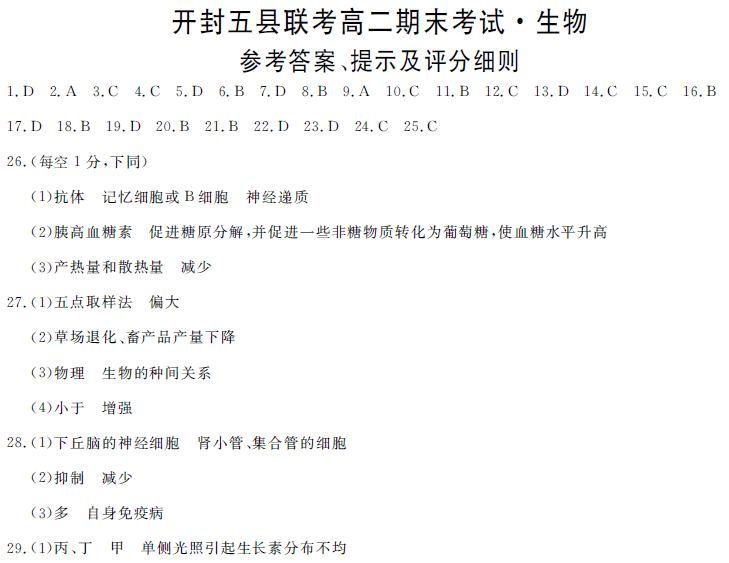 开封五县联考高二期末考试·生物
参考答案、提示及评分细则
1. D 2. A 3. C 4. C 5. D 6. B 7. D 8. B 9. A 10. C 11. B 12. C 13. D 14. C 15. C 16. B
17. D 18. B 19. D 20. B 21. B 22. D 23. D 24. C 25. C
26.(每空1分,下同)
(1)抗体 记忆细胞或B细胞 神经递质
(2)胰高血糖素 促进糖原分解,并促进一些非糖物质转化为葡萄糖,使血糖水平升高
(3)产热量和散热量 减少
27.(1)五点取样法 偏大
(2)草场退化、畜产品产量下降
(3)物理 生物的种间关系
(4)小于 增强
28.(1)下丘脑的神经细胞 肾小管、集合管的细胞
(2)抑制 减少
(3)多 自身免疫病
29.(1)丙、丁 甲 单侧光照引起生长素分布不均